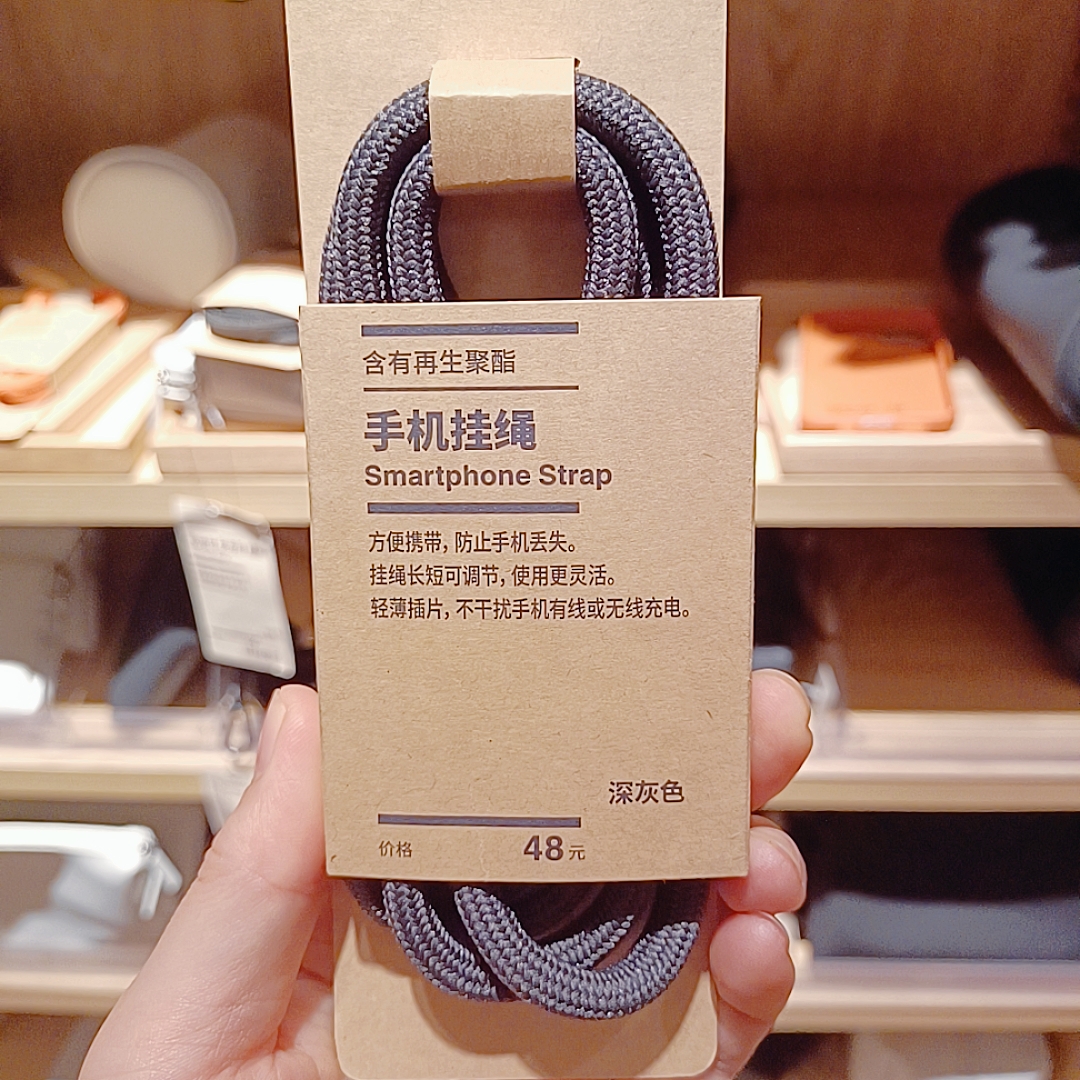 含有再生聚酯
手机挂绳
Smartphone Strap
方便携带, 防止手机丢失。
挂绳长短可调节, 使用更灵活。
轻薄插片, 不干扰手机有线或无线充电。
深灰色
价格 48元